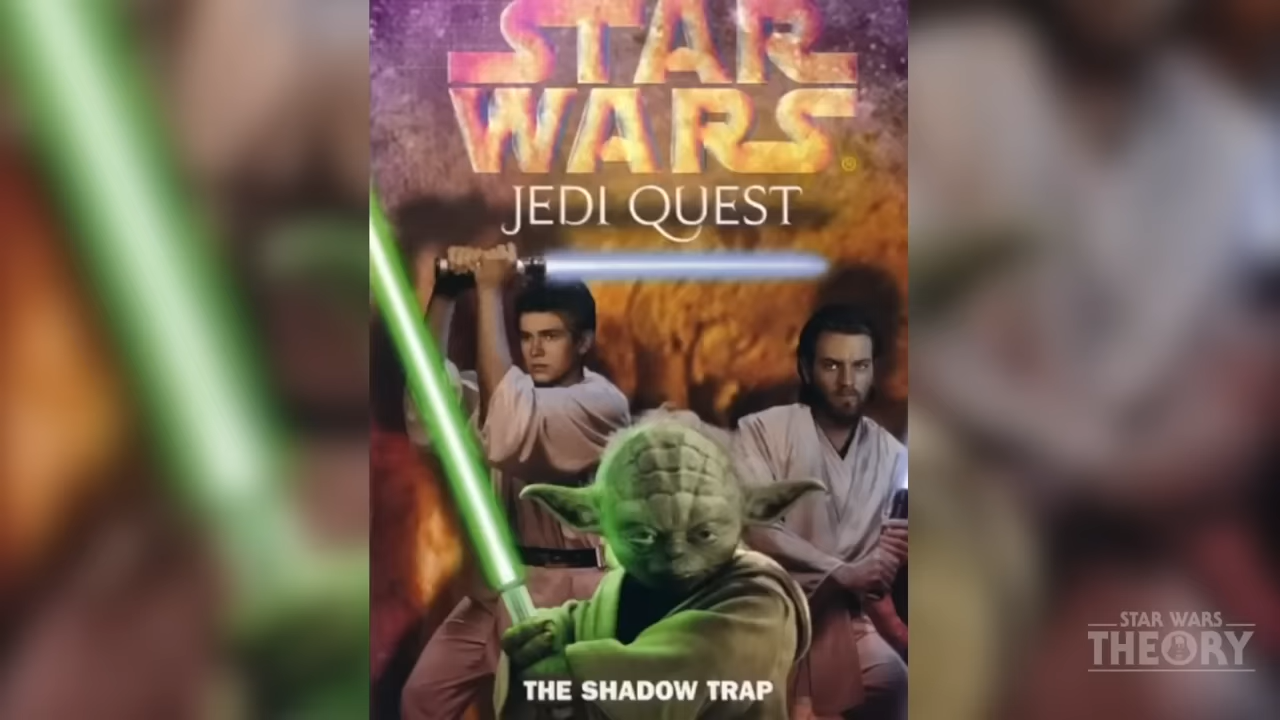 STAR
WARS®
JEDI QUEST
THE SHADOW TRAP
STAR WARS
THEORY